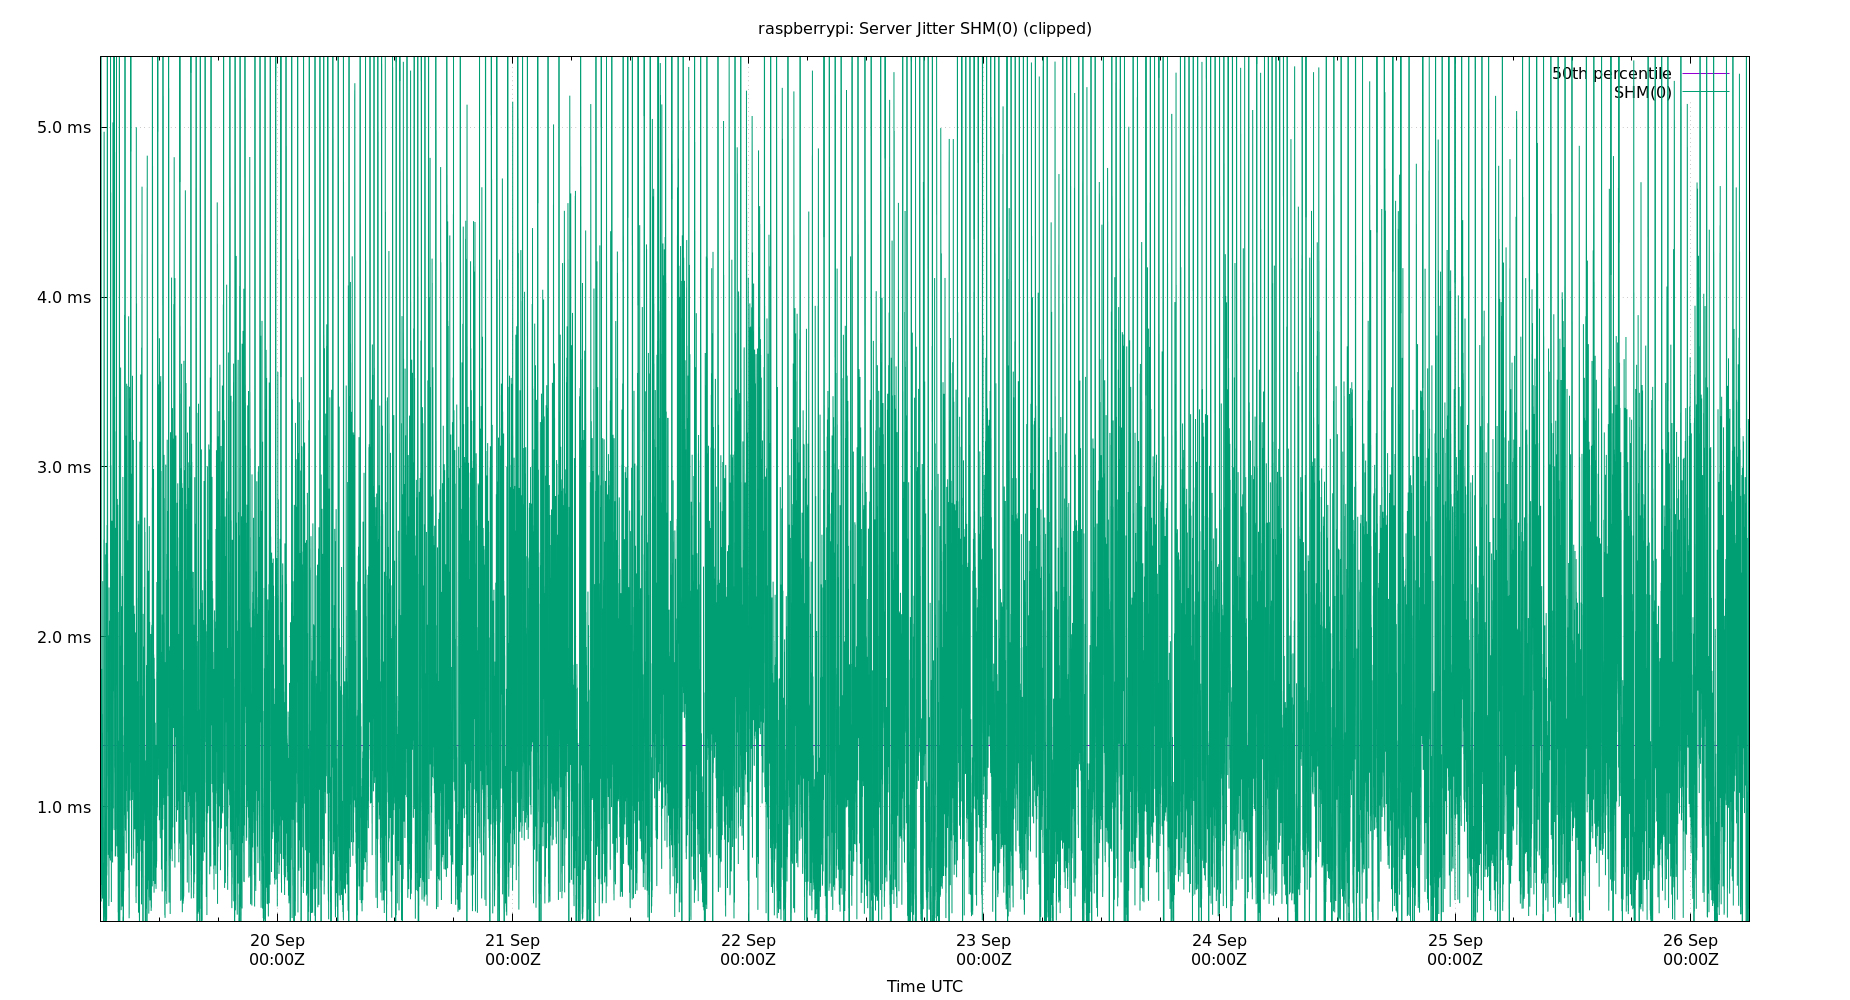 raspberrypi: Server Jitter SHM(0) (clipped)
50th percentile
SHM(0)
5.0 ms
4.0 ms
3.0 ms
2.0 ms
1.0 ms
20 Sep 21 Sep 22 Sep 23 Sep 24 Sep 25 Sep 26 Sep
00:00Z 00:00Z 00:00Z 00:00Z 00:00Z 00:00Z 00:00Z
Time UTC